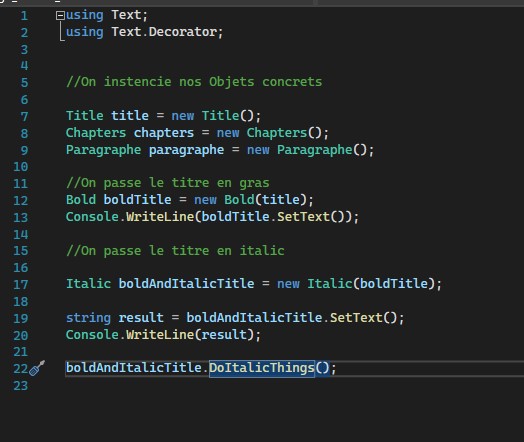 1 using Text;
2 using Text.Decorator;
3
4
5 //On instencie nos Objets concrets
6
7 Title title = new Title();
8 Chapters chapters = new Chapters();
9 Paragraphe paragraphe = new Paragraphe();
10
11 //On passe le titre en gras
12 Bold boldTitle = new Bold(title);
13 Console.WriteLine(boldTitle.SetText());
14
15 //On passe le titre en italic
16
17 Italic boldAndItalicTitle = new Italic(boldTitle);
18
19 string result = boldAndItalicTitle.SetText();
20 Console.WriteLine(result);
21
22 boldAndItalicTitle.DoItalicThings();
23